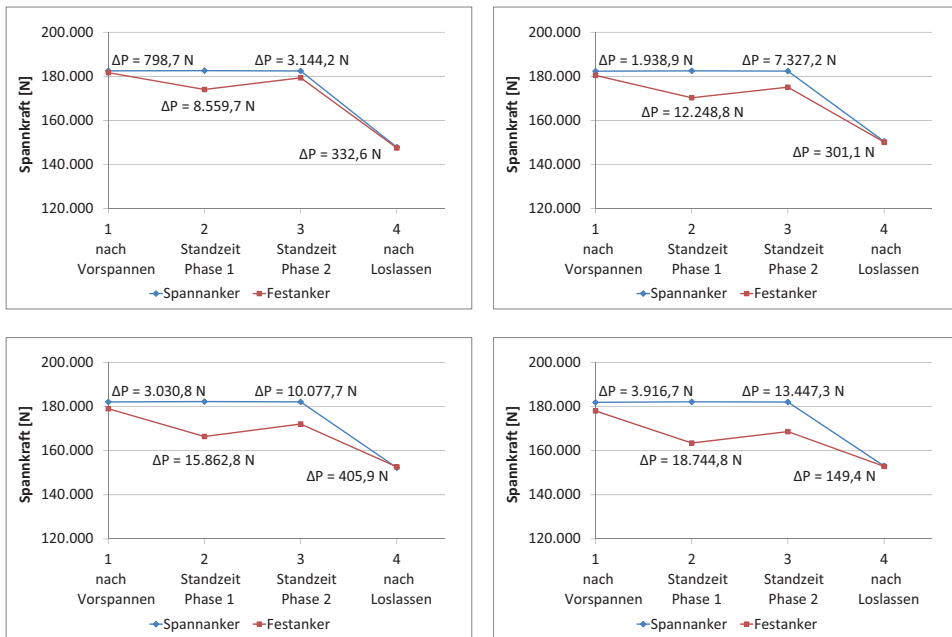 200.000
180.000
160.000
140.000
120.000
Spannkraft [N]
ΔP = 798,7 N
ΔP = 3.144,2 N
ΔP = 8.559,7 N
ΔP = 332,6 N
1 2 3 4
nach Standzeit Standzeit nach
Vorspannen Phase 1 Phase 2 Loslassen
Spannanker Festanker
200.000
180.000
160.000
140.000
120.000
Spannkraft [N]
ΔP = 1.938,9 N
ΔP = 7.327,2 N
ΔP = 12.248,8 N
ΔP = 301,1 N
1 2 3 4
nach Standzeit Standzeit nach
Vorspannen Phase 1 Phase 2 Loslassen
Spannanker Festanker
200.000
180.000
160.000
140.000
120.000
Spannkraft [N]
ΔP = 3.030,8 N
ΔP = 10.077,7 N
ΔP = 15.862,8 N
ΔP = 405,9 N
1 2 3 4
nach Standzeit Standzeit nach
Vorspannen Phase 1 Phase 2 Loslassen
Spannanker Festanker
200.000
180.000
160.000
140.000
120.000
Spannkraft [N]
ΔP = 3.916,7 N
ΔP = 13.447,3 N
ΔP = 18.744,8 N
ΔP = 149,4 N
1 2 3 4
nach Standzeit Standzeit nach
Vorspannen Phase 1 Phase 2 Loslassen
Spannanker Festanker